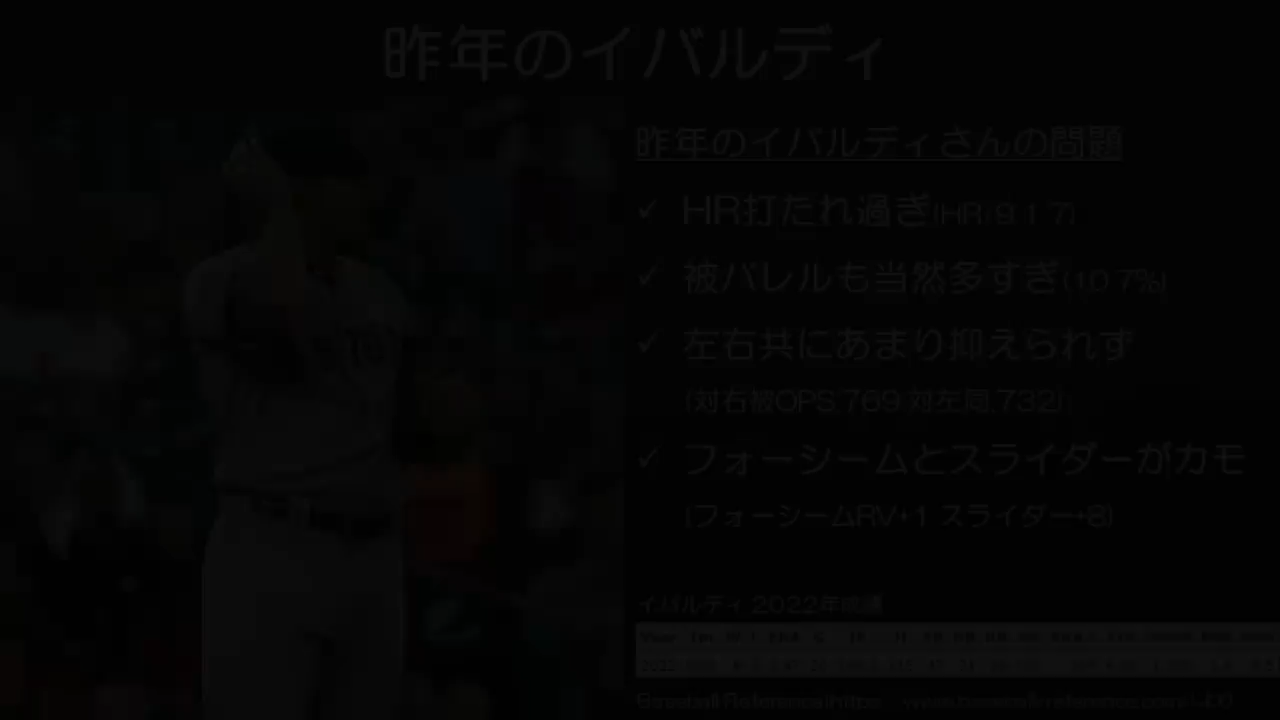 昨年のイバルディ
昨年のイバルディさんの問題
✓ HR打たれ過ぎ(HR/9 1.7)
✓ 被バレルも当然多すぎ(10.7%)
✓ 左右共にあまり抑えられず
(対右被OPS.769 対左同.732)
✓ フォーシームとスライダーがカモ
(フォーシームRV+1 スライダー+8)
イバルディ 2022年成績
Baseball Reference